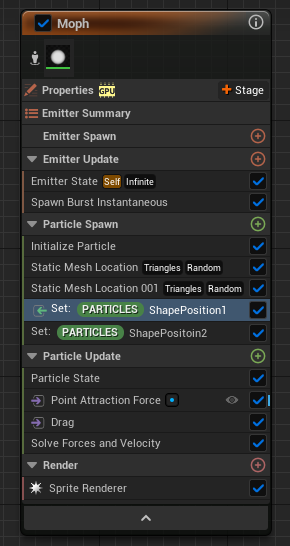 Moph
Properties GPU + Stage
Emitter Summary
Emitter Spawn
Emitter Update
Emitter State Self Infinite
Spawn Burst Instantaneous
Particle Spawn
Initialize Particle
Static Mesh Location Triangles Random
Static Mesh Location 001 Triangles Random
Set: PARTICLES ShapePosition1
Set: PARTICLES ShapePositoin2
Particle Update
Particle State
Point Attraction Force
Drag
Solve Forces and Velocity
Render
Sprite Renderer